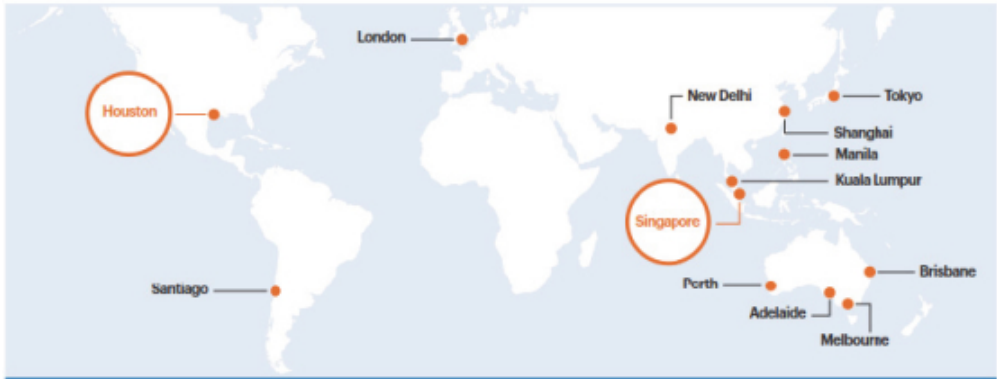 London
Houston
New Delhi
Tokyo
Shanghai
Manila
Kuala Lumpur
Singapore
Santiago
Perth
Brisbane
Adelaide
Melbourne